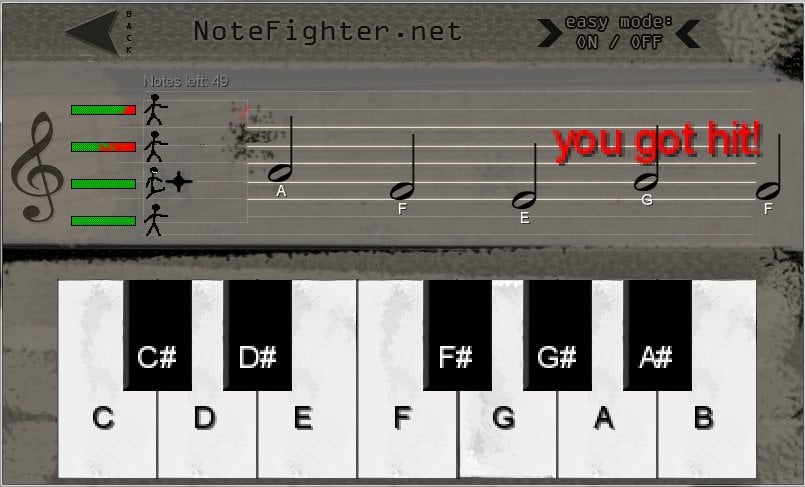 BACK
NoteFighter.net
easy mode:
ON / OFF
Notes left: 49
you got hit!
A F E G F
C# D# F# G# A#
C D E F G A B